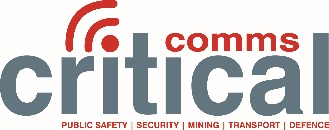 comms
critical
PUBLIC SAFETY | SECURITY | MINING | TRANSPORT | DEFENCE